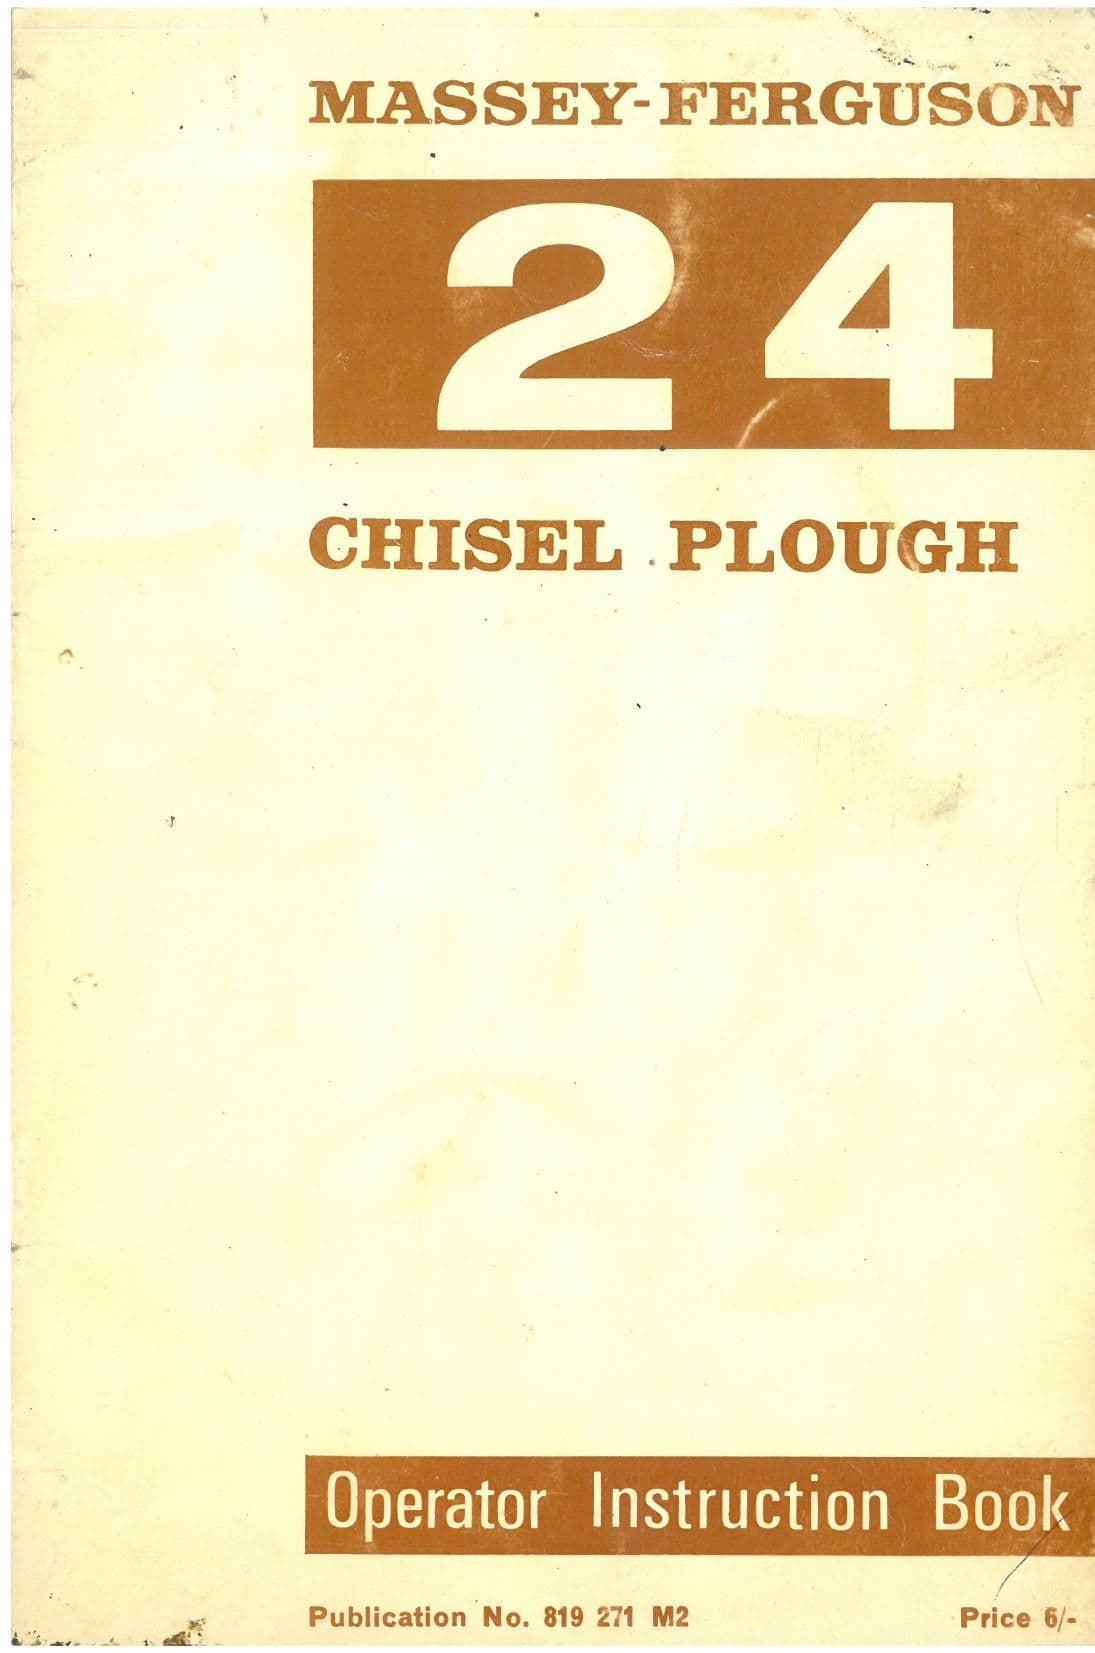 MASSEY-FERGUSON
24
CHISEL PLOUGH
Operator Instruction Book
Publication No. 819 271 M2
Price 6/-